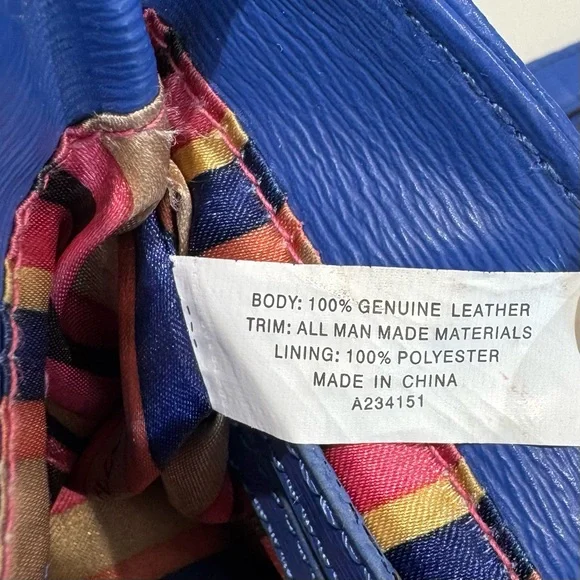 BODY: 100% GENUINE LEATHER
TRIM: ALL MAN MADE MATERIALS
LINING: 100% POLYESTER
MADE IN CHINA
A234151